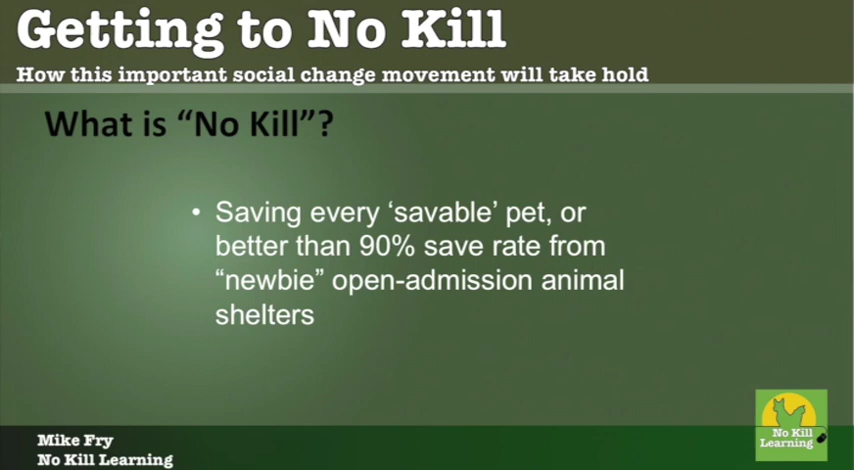 Getting to No Kill
How this important social change movement will take hold
What is “No Kill”?
• Saving every ‘savable’ pet, or
better than 90% save rate from
“newbie” open-admission animal
shelters
Mike Fry
No Kill Learning
No Kill
Learning